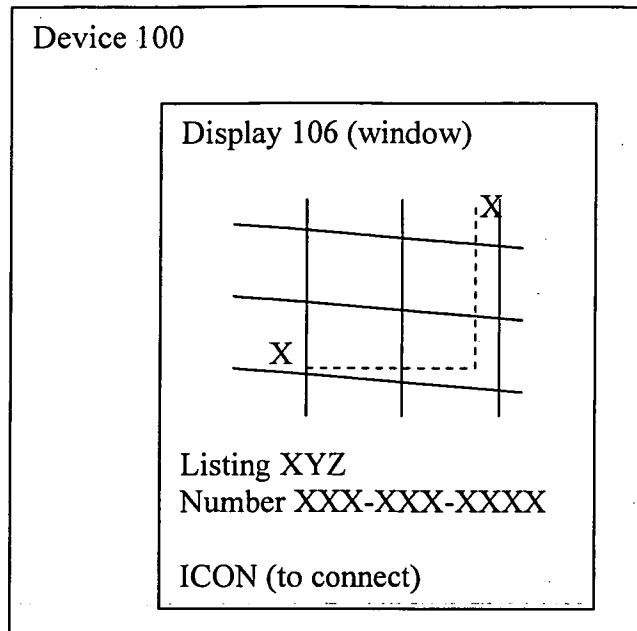 Device 100
Display 106 (window)
X
X
Listing XYZ
Number XXX-XXX-XXXX
ICON (to connect)